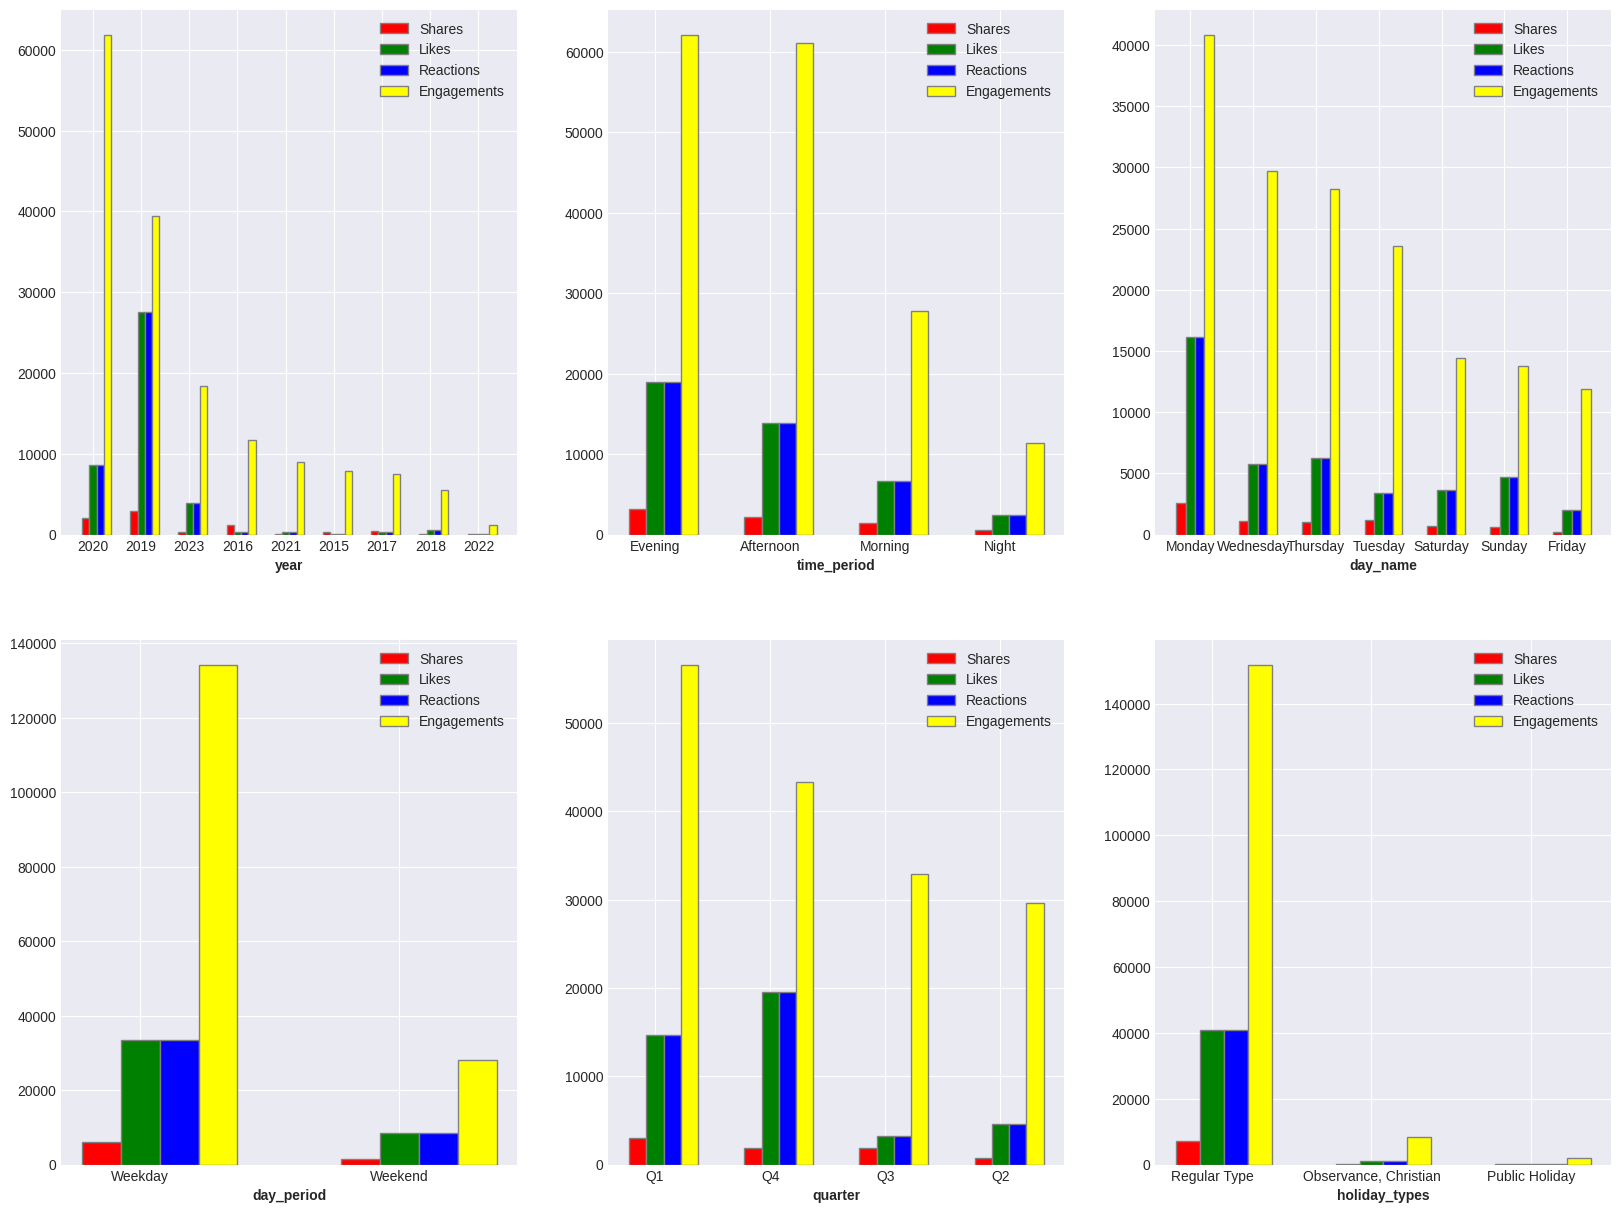 Shares
Likes
Reactions
Engagements
60000
50000
40000
30000
20000
10000
0
2020 2019 2023 2016 2021 2015 2017 2018 2022
year
Shares
Likes
Reactions
Engagements
60000
50000
40000
30000
20000
10000
0
Evening Afternoon Morning Night
time_period
Shares
Likes
Reactions
Engagements
40000
35000
30000
25000
20000
15000
10000
5000
0
Monday Wednesday Thursday Tuesday Saturday Sunday Friday
day_name
Shares
Likes
Reactions
Engagements
140000
120000
100000
80000
60000
40000
20000
0
Weekday Weekend
day_period
Shares
Likes
Reactions
Engagements
50000
40000
30000
20000
10000
0
Q1 Q4 Q3 Q2
quarter
Shares
Likes
Reactions
Engagements
140000
120000
100000
80000
60000
40000
20000
0
Regular Type Observance, Christian Public Holiday
holiday_types